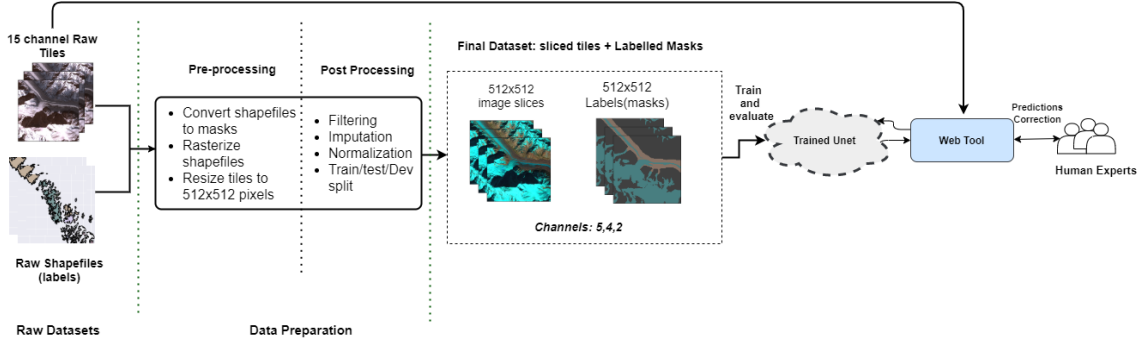 15 channel Raw
Tiles
Raw Shapefiles
(labels)
Raw Datasets
Pre-processing
Convert shapefiles
to masks
Rasterize
shapefiles
Resize tiles to
512x512 pixels
Post Processing
Filtering
Imputation
Normalization
Train/test/Dev
split
Data Preparation
Final Dataset: sliced tiles + Labelled Masks
512x512
image slices
512x512
Labels(masks)
Channels: 5,4,2
Train
and
evaluate
Trained Unet
Web Tool
Predictions
Correction
Human Experts